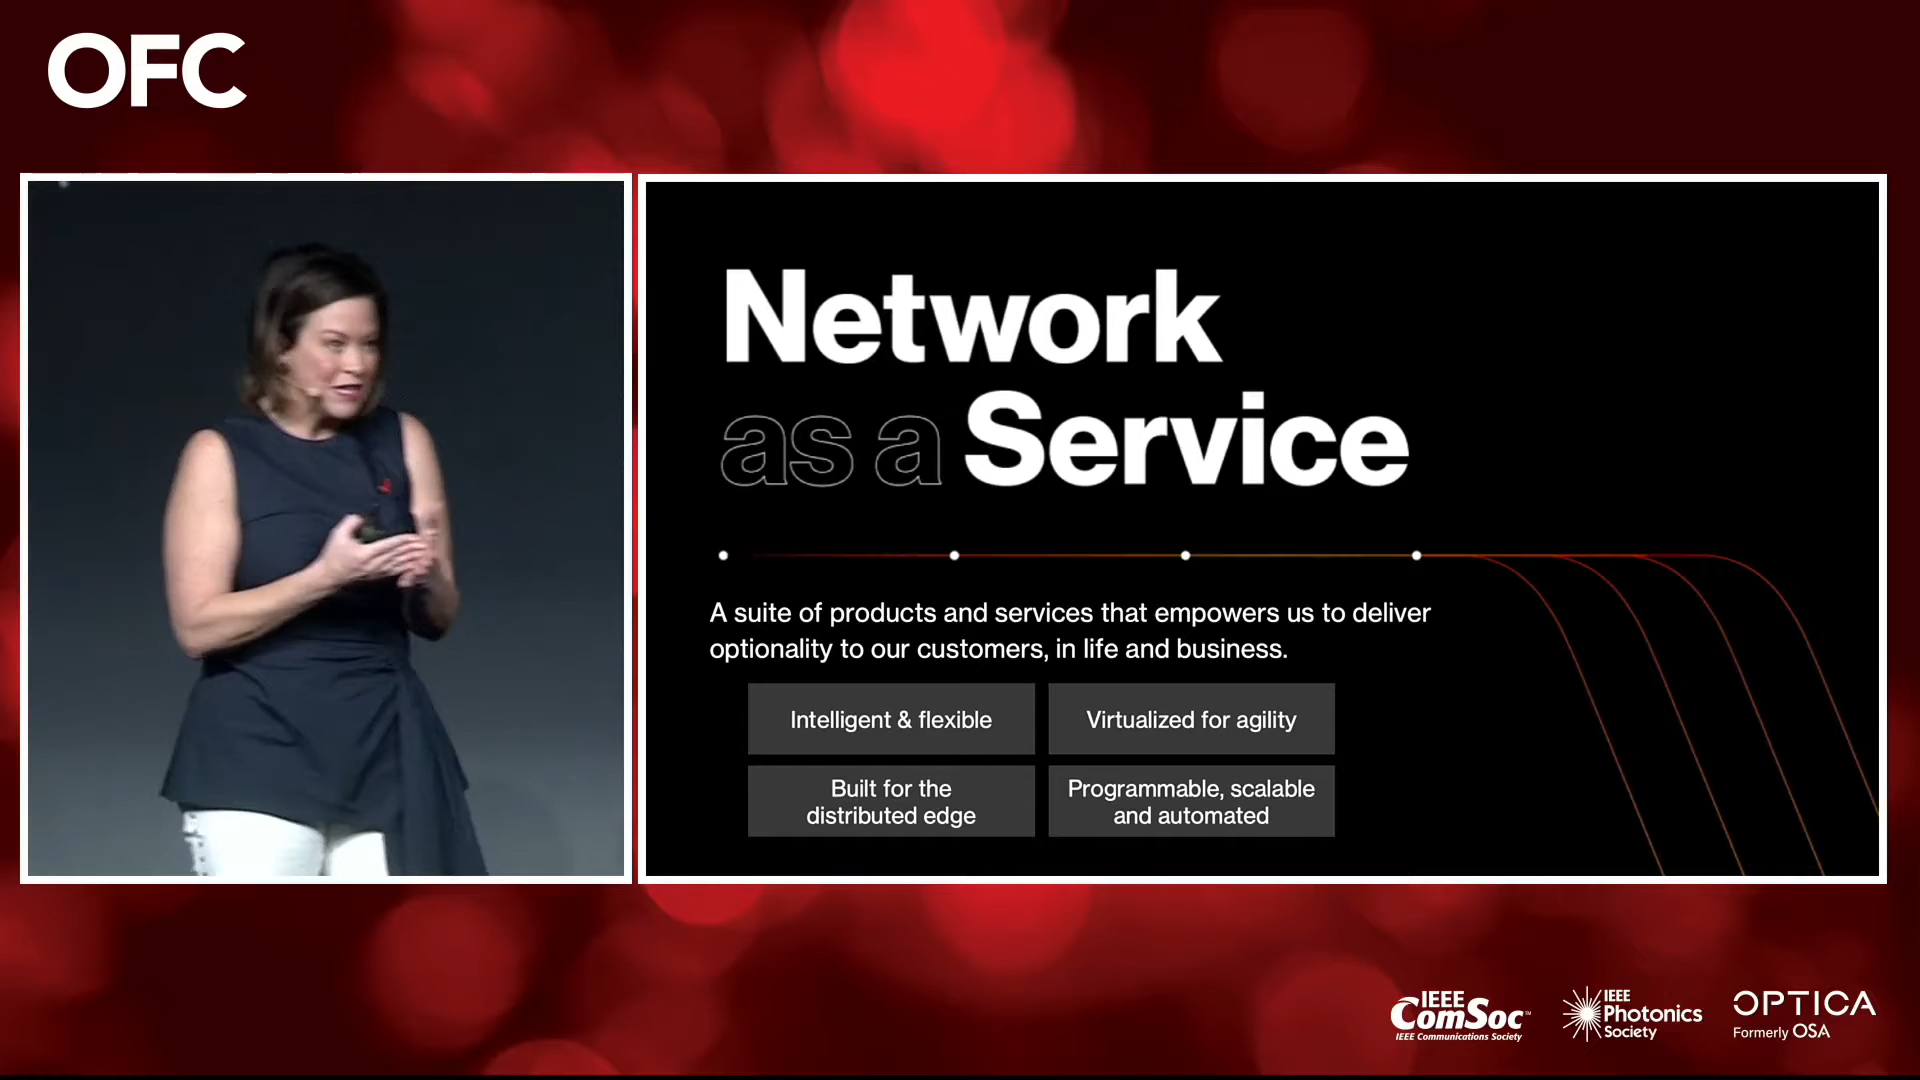 OFC
Network
as a Service
A suite of products and services that empowers us to deliver
optionality to our customers, in life and business.
Intelligent & flexible
Virtualized for agility
Built for the
distributed edge
Programmable, scalable
and automated
IEEE
ComSoc™
IEEE Communications Society
IEEE
Photonics
Society
OPTICA
Formerly OSA